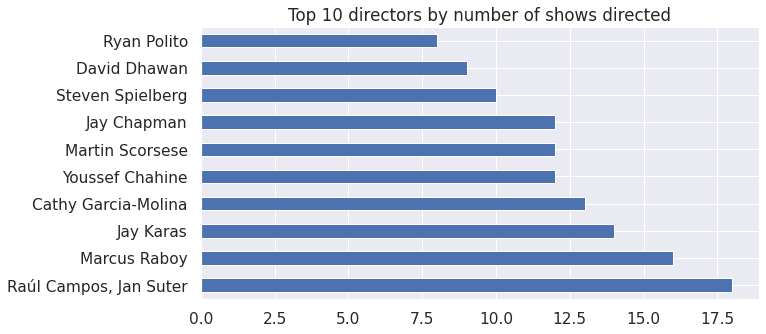 Top 10 directors by number of shows directed
Ryan Polito
David Dhawan
Steven Spielberg
Jay Chapman
Martin Scorsese
Youssef Chahine
Cathy Garcia-Molina
Jay Karas
Marcus Raboy
Raúl Campos, Jan Suter
0.0 2.5 5.0 7.5 10.0 12.5 15.0 17.5